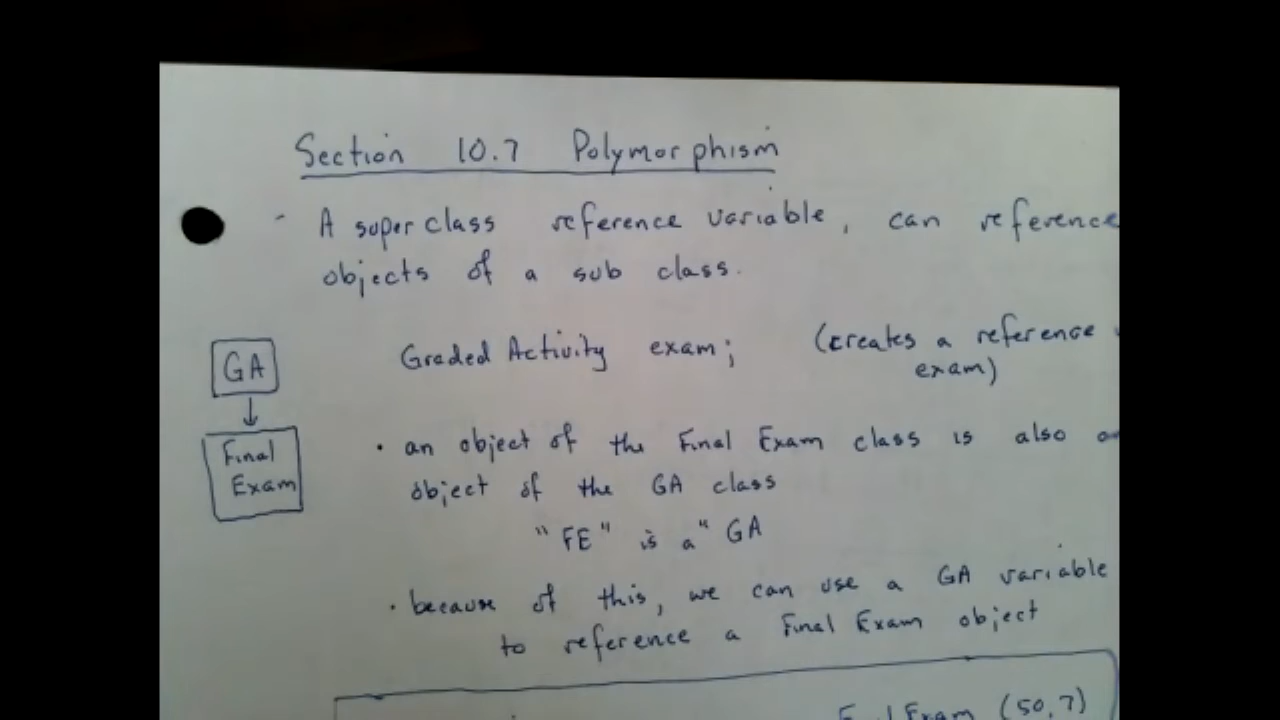 Section 10.7 Polymorphism
- A superclass reference variable, can reference
objects of a sub class.
GA
Graded Activity exam; (creates a reference
exam)
Final
Exam
• an object of the Final Exam class is also
object of the GA class
"FE" is a" GA
• because of this, we can use a GA variable
to reference a Final Exam object
Exam (50,7)